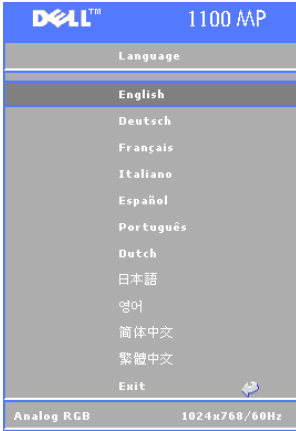 DELL™ 1100 MP
Language
English
Deutsch
Français
Italiano
Español
Português
Dutch
日本語
영어
简体中文
繁體中文
Exit
Analog RGB 1024x768/60Hz